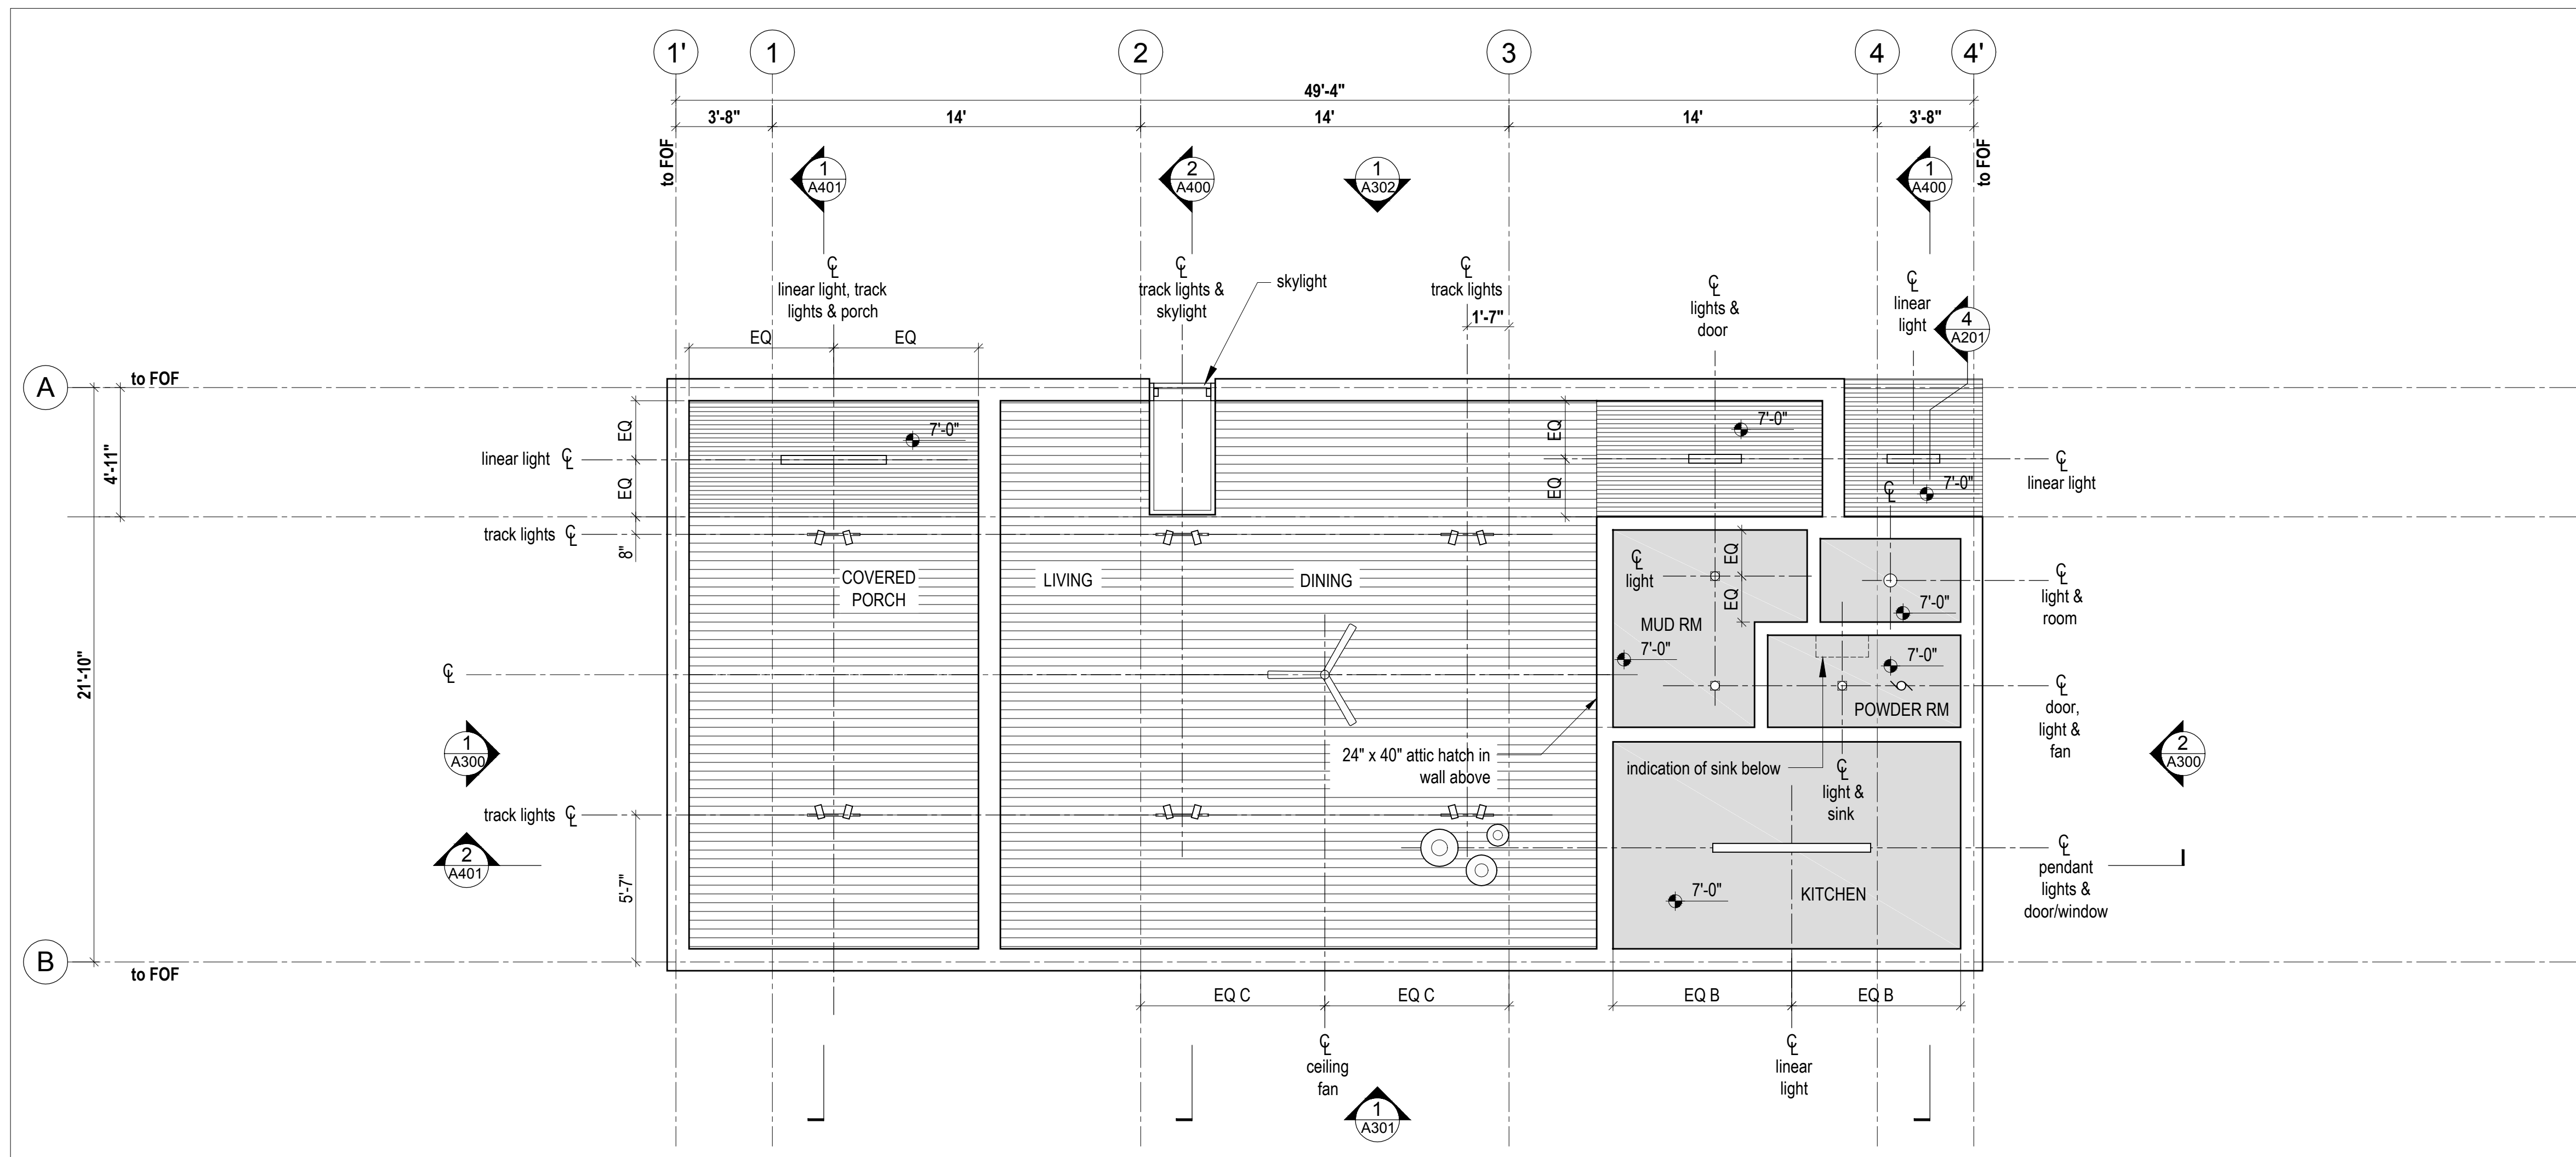 1'
1
2
3
4
4'
49'-4"
3'-8"
14'
14'
14'
3'-8"
to FOF
to FOF
1
A401
2
A400
1
A302
1
A400
℄
linear light, track
lights & porch
℄
track lights &
skylight
skylight
℄
track lights
1'-7"
℄
lights &
door
℄
linear
light
4
A201
EQ
EQ
A
to FOF
4'-11"
21'-10"
EQ
EQ
8"
5'-7"
linear light ℄
track lights ℄
℄
track lights ℄
7'-0"
EQ
EQ
7'-0"
7'-0"
℄
℄
linear light
COVERED
PORCH
LIVING
DINING
℄
light
EQ
EQ
MUD RM
7'-0"
7'-0"
℄
light &
room
7'-0"
POWDER RM
℄
door,
light &
fan
1
A300
2
A300
24" x 40" attic hatch in
wall above
indication of sink below
℄
light &
sink
2
A401
7'-0"
KITCHEN
℄
pendant
lights &
door/window
B
to FOF
EQ C
EQ C
EQ B
EQ B
℄
ceiling
fan
℄
linear
light
1
A301